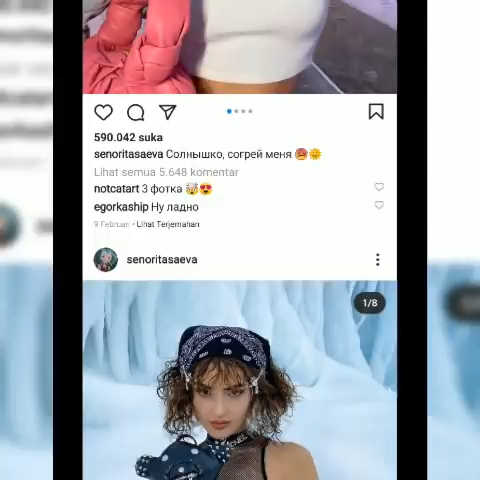 590.042 suka
senoritasaeva Солнышко, согрей меня 🥵🌞
Lihat semua 5.648 komentar
notcatart 3 фотка 🤯😍
egorkaship Ну ладно
9 Februari • Lihat Terjemahan
senoritasaeva
1/8